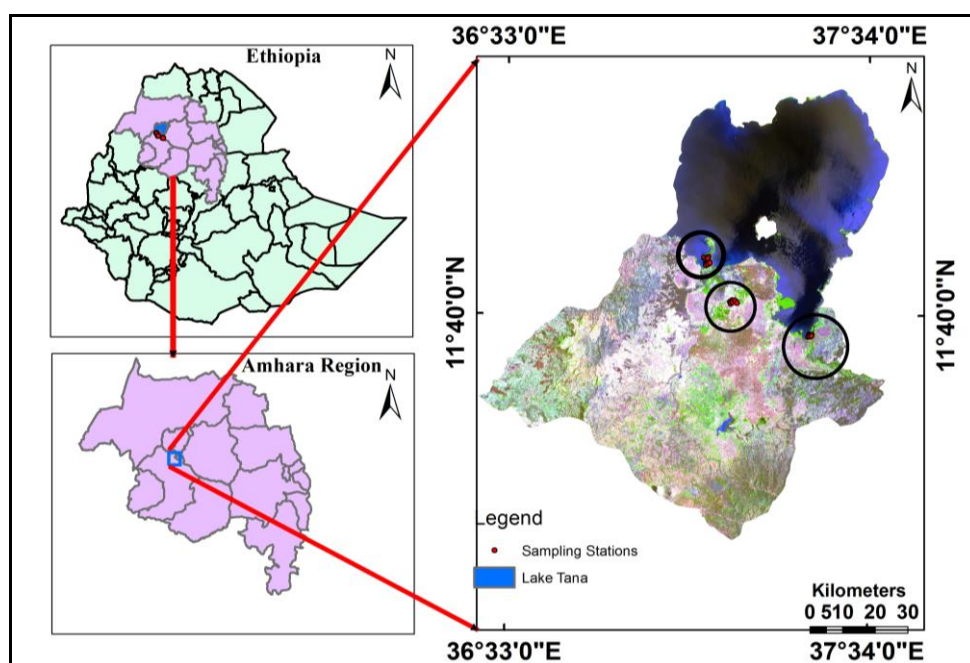 Ethiopia
N
Amhara Region
N
36°33'0"E
37°34'0"E
N
11°40'0"N
11°40'0"N
Legend
Sampling Stations
Lake Tana
Kilometers
0 510 20 30
36°33'0"E
37°34'0"E